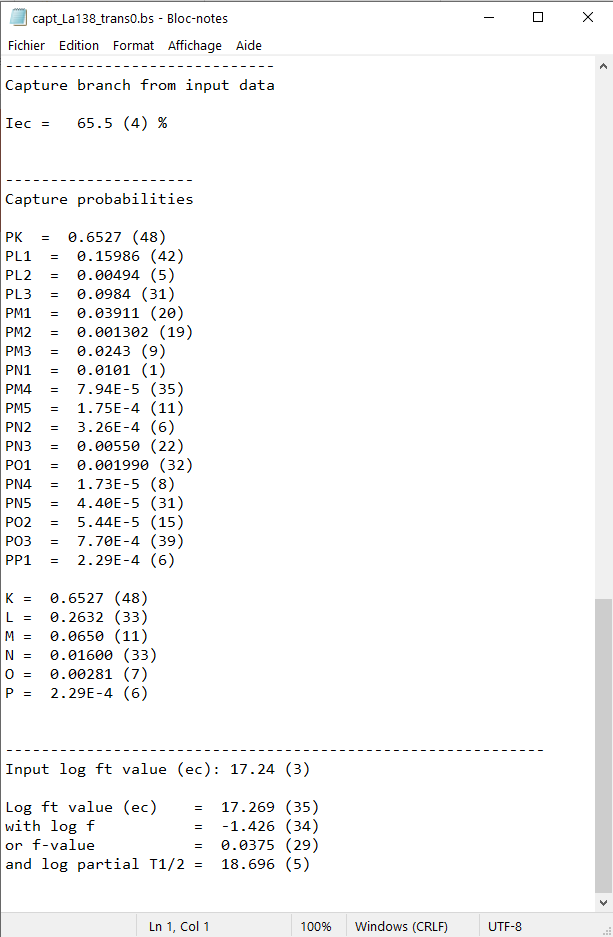 capt_La138_trans0.bs - Bloc-notes
Fichier Edition Format Affichage Aide
------------------------------
Capture branch from input data
Iec =   65.5 (4) %
---------------------
Capture probabilities
PK  =  0.6527 (48)
PL1  =  0.15986 (42)
PL2  =  0.00494 (5)
PL3  =  0.0984 (31)
PM1  =  0.03911 (20)
PM2  =  0.001302 (19)
PM3  =  0.0243 (9)
PN1  =  0.0101 (1)
PM4  =  7.94E-5 (35)
PM5  =  1.75E-4 (11)
PN2  =  3.26E-4 (6)
PN3  =  0.00550 (22)
PO1  =  0.001990 (32)
PN4  =  1.73E-5 (8)
PN5  =  4.40E-5 (31)
PO2  =  5.44E-5 (15)
PO3  =  7.70E-4 (39)
PP1  =  2.29E-4 (6)
K =  0.6527 (48)
L =  0.2632 (33)
M =  0.0650 (11)
N =  0.01600 (33)
O =  0.00281 (7)
P =  2.29E-4 (6)
------------------------------------------------------------
Input log ft value (ec): 17.24 (3)
Log ft value (ec)    =  17.269 (35)
with log f           =  -1.426 (34)
or f-value           =  0.0375 (29)
and log partial T1/2 =  18.696 (5)
Ln 1, Col 1 100% Windows (CRLF) UTF-8